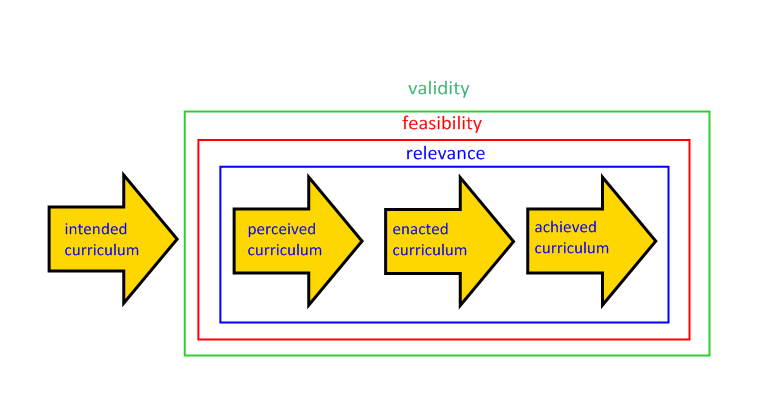 validity
feasibility
relevance
intended
curriculum
perceived
curriculum
enacted
curriculum
achieved
curriculum